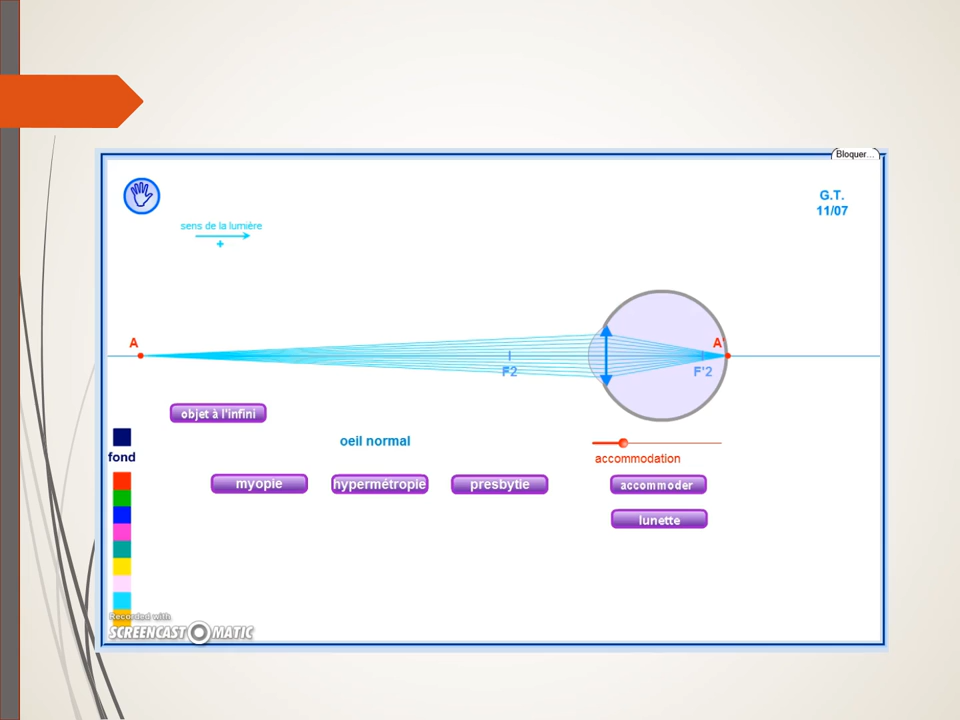 Bloquer...
G.T.
11/07
sens de la lumière
+
A
A'
F2
F'2
objet à l'infini
oeil normal
accommodation
fond
myopie
hypermétropie
presbytie
accommoder
lunette
Recorded with
SCREENCAST MATIC